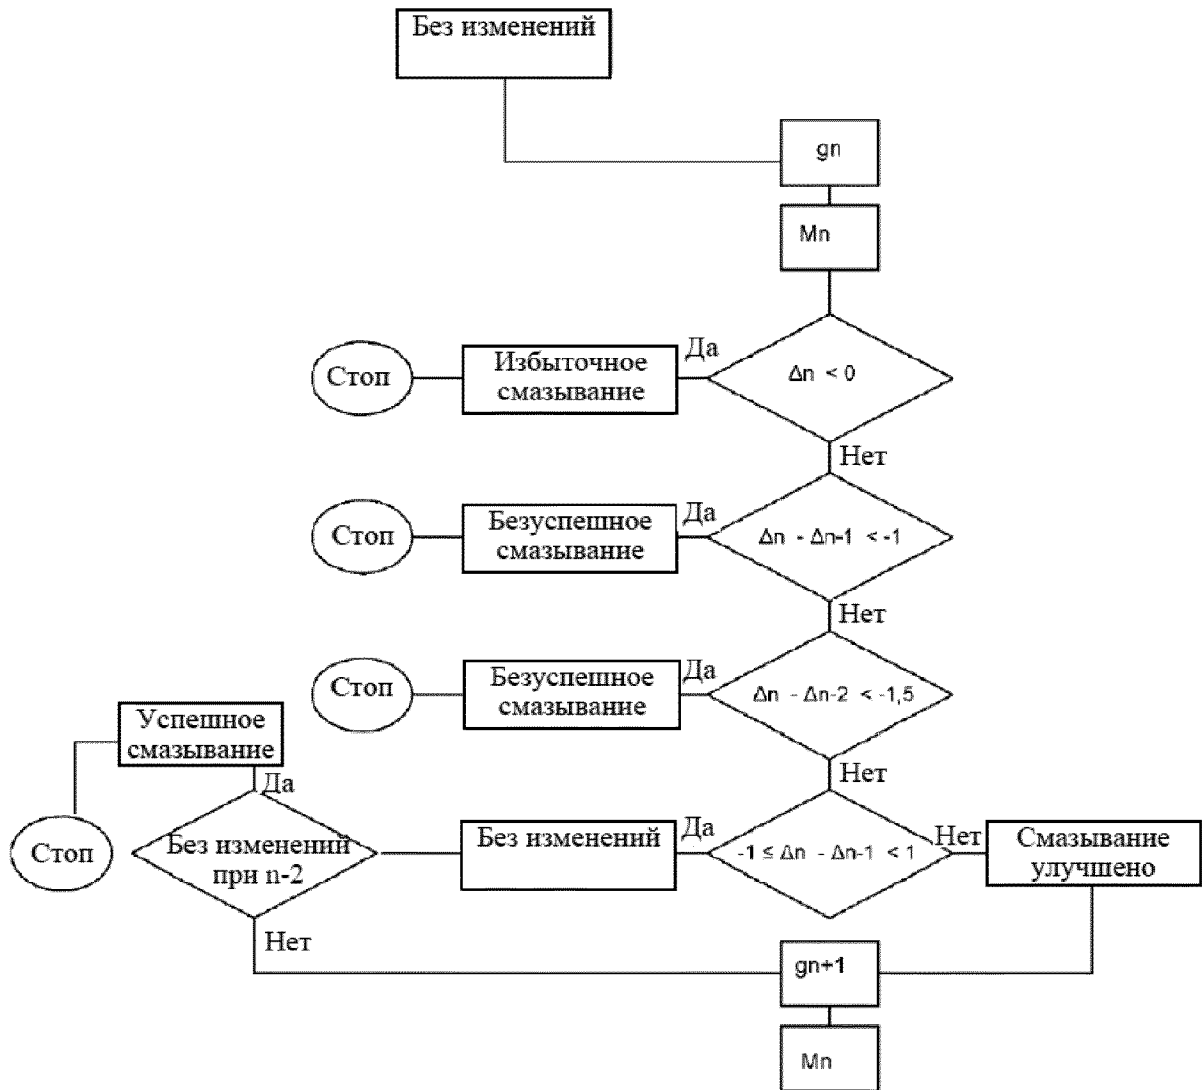 Без изменений
gn
Mn
Δn < 0
Да
Избыточное
смазывание
Стоп
Нет
Δn - Δn-1 < -1
Да
Безуспешное
смазывание
Стоп
Нет
Δn - Δn-2 < -1,5
Да
Безуспешное
смазывание
Стоп
Нет
-1 ≤ Δn - Δn-1 < 1
Да
Без изменений
Нет
Смазывание
улучшено
Без изменений
при n-2
Да
Успешное
смазывание
Стоп
Нет
gn+1
Mn